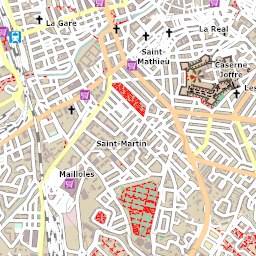 La Gare
La Real
Saint-
Mathieu
Caserne
Joffre
Les
Saint-Martin
Mailloles